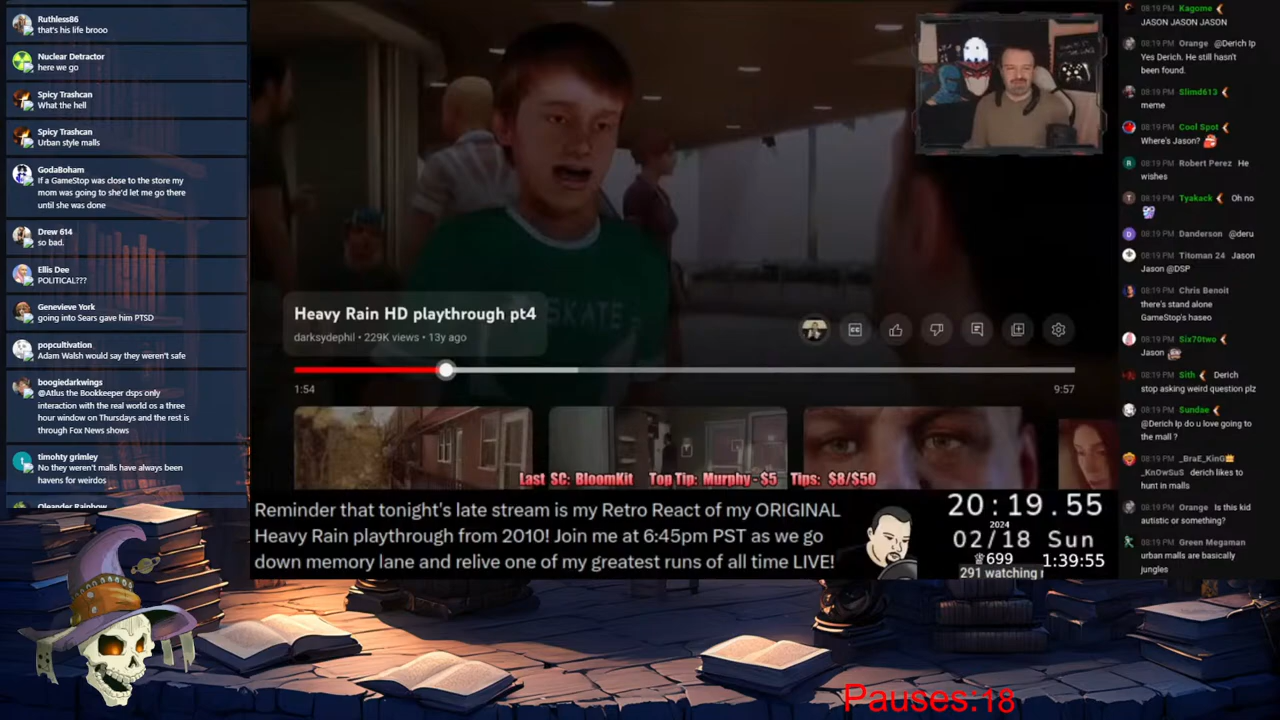 Ruthless86
that's his life brooo
Nuclear Detractor
here we go
Spicy Trashcan
What the hell
Spicy Trashcan
Urban style malls
GodaBoham
If a GameStop was close to the store my
mom was going to she'd let me go there
until she was done
Drew 614
so bad.
Ellis Dee
POLITICAL???
Genevieve York
going into Sears gave him PTSD
popcultivation
Adam Walsh would say they weren't safe
boogiedarkwings
@Atlus the Bookkeeper dsps only
interaction with the real world os a three
hour window on Thursdays and the rest is
through Fox News shows
timohty grimley
No they weren't malls have always been
havens for weirdos
Oleander Rainbow
SKATE
Heavy Rain HD playthrough pt4
darksydephil • 229K views • 13y ago
CC
1:54
9:57
Last SC: BloomKit Top Tip: Murphy - $5 Tips: $8/$50
Reminder that tonight's late stream is my Retro React of my ORIGINAL
Heavy Rain playthrough from 2010! Join me at 6:45pm PST as we go
down memory lane and relive one of my greatest runs of all time LIVE!
20:19.55
2024
02/18 Sun
699
1:39:55
291 watching
08:19 PM Kagome
JASON JASON JASON
08:19 PM Orange @Derich Ip
Yes Derich. He still hasn't
been found.
08:19 PM Slimd613
meme
08:19 PM Cool Spot
Where's Jason?
R 08:19 PM Robert Perez He
wishes
T 08:19 PM Tyakack Oh no
D 08:19 PM Danderson @deru
08:19 PM Titoman 24 Jason
Jason @DSP
08:19 PM Chris Benoit
there's stand alone
GameStop's haseo
08:19 PM Six70two
Jason
08:19 PM Sith Derich
stop asking weird question plz
08:19 PM Sundae
@Derich Ip do u love going to
the mall ?
08:19 PM _BraE_KinG
_KnOwSuS derich likes to
hunt in malls
08:19 PM Orange Is this kid
autistic or something?
08:19 PM Green Megaman
urban malls are basically
jungles
Pauses:18